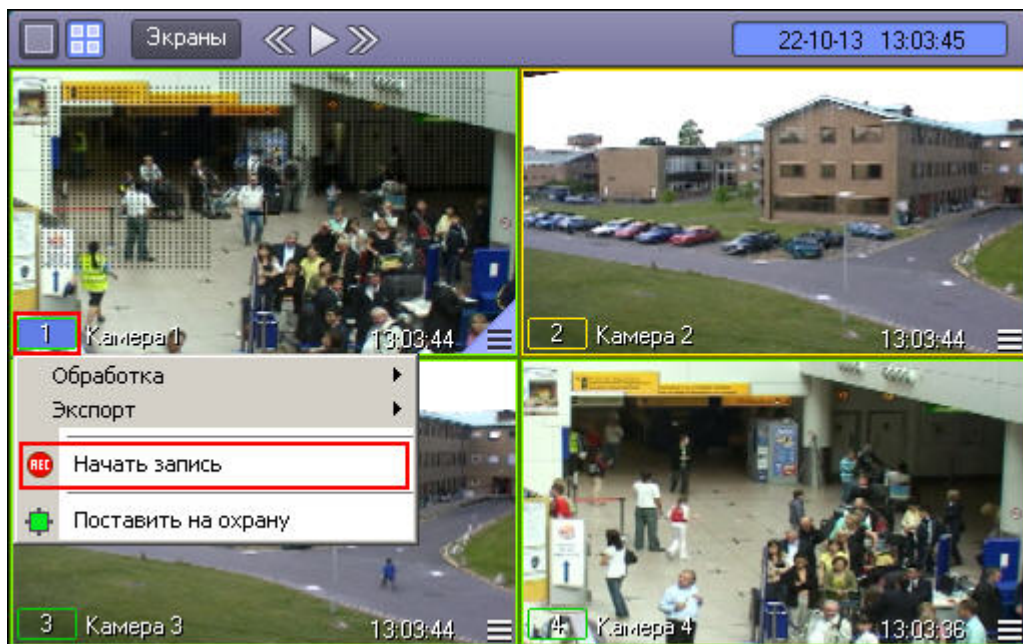 Экраны
22-10-13 13:03:45
1 Камера 1 13:03:44
2 Камера 2 13:03:44
Обработка
Экспорт
REC Начать запись
Поставить на охрану
3 Камера 3 13:03:44
4 Камера 4 13:03:36